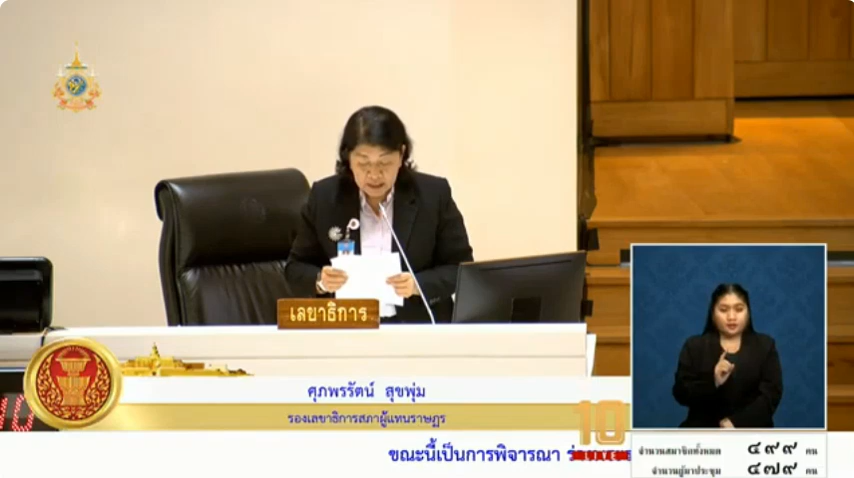 เลขาธิการ
ศุภพรรัตน์ สุขพุ่ม
รองเลขาธิการสภาผู้แทนราษฎร
10
10
ขณะนี้เป็นการพิจารณา
จำนวนสมาชิกทั้งหมด ๔๙๙ คน
จำนวนผู้มาประชุม ๔๗๙ คน